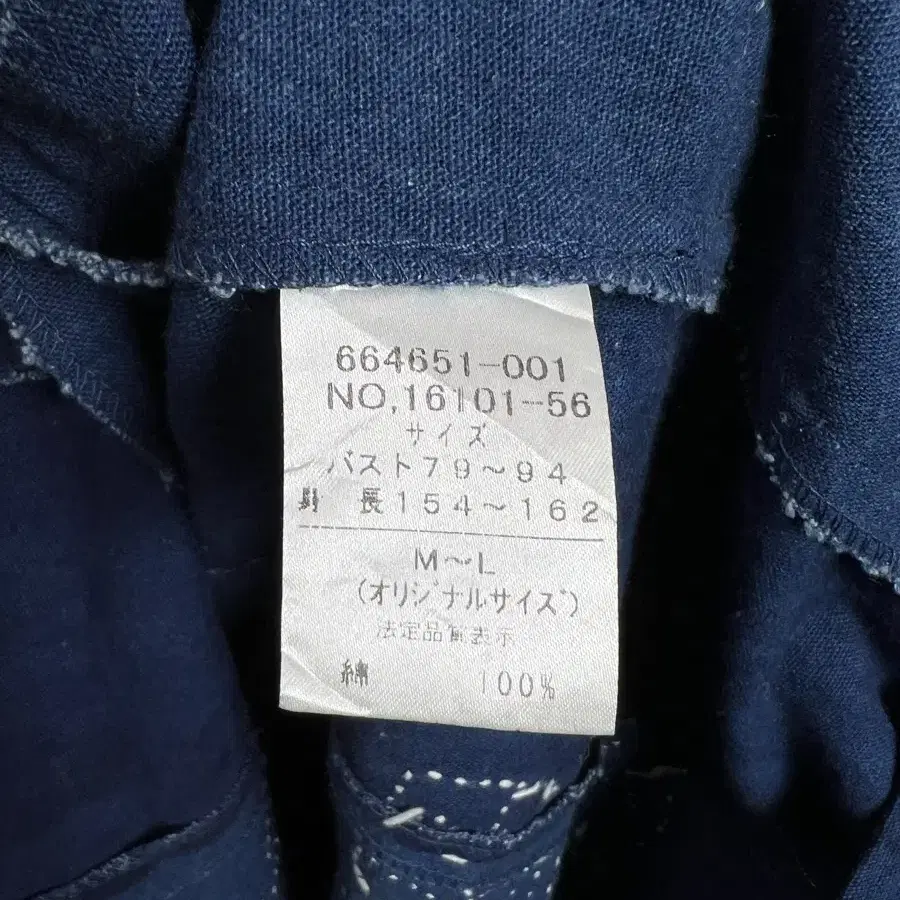 664651-001
NO,16101-56
サイズ
バスト79～94
身 長154～162
M～L
(オリジナルサイズ)
法定品質表示
綿 100%